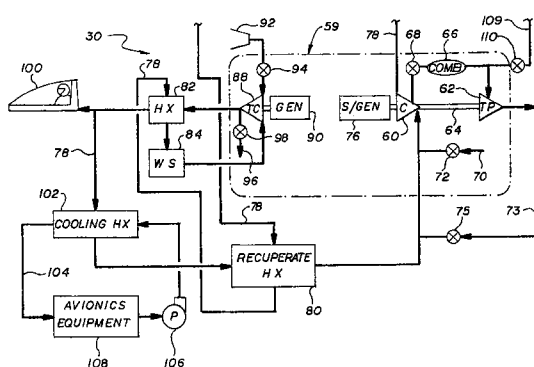 30
92
59
78
109
78
68
66
110
100
82
88
94
COMB
62
HX
TC
GEN
S/GEN
C
TP
84
98
90
76
60
64
WS
96
72
70
78
102
78
75
73
COOLING HX
RECUPERATE
HX
104
80
AVIONICS
EQUIPMENT
P
108
106